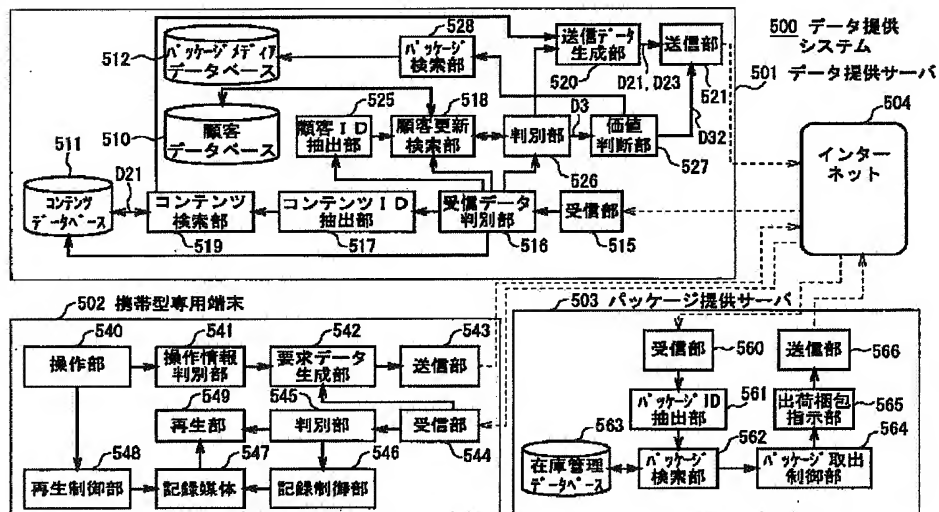 500 データ提供
システム
501 データ提供サーバ
504
インター
ネット
512
パッケージメディア
データベース
528
パッケージ
検索部
送信データ
生成部
520
D21,D23
送信部
521
D32
510
顧客
データベース
525
顧客ID
抽出部
518
顧客更新
検索部
判別部
526
D3
価値
判断部
527
511
コンテンツ
データベース
D21
コンテンツ
検索部
519
コンテンツID
抽出部
517
受信データ
判別部
516
受信部
515
502 携帯型専用端末
540
操作部
541
操作情報
判別部
542
要求データ
生成部
543
送信部
549
再生部
545
判別部
受信部
544
548
再生制御部
547
記録媒体
546
記録制御部
503 パッケージ提供サーバ
受信部
560
送信部
566
パッケージID
抽出部
561
出荷梱包
指示部
565
563
在庫管理
データベース
562
パッケージ
検索部
564
パッケージ取出
制御部